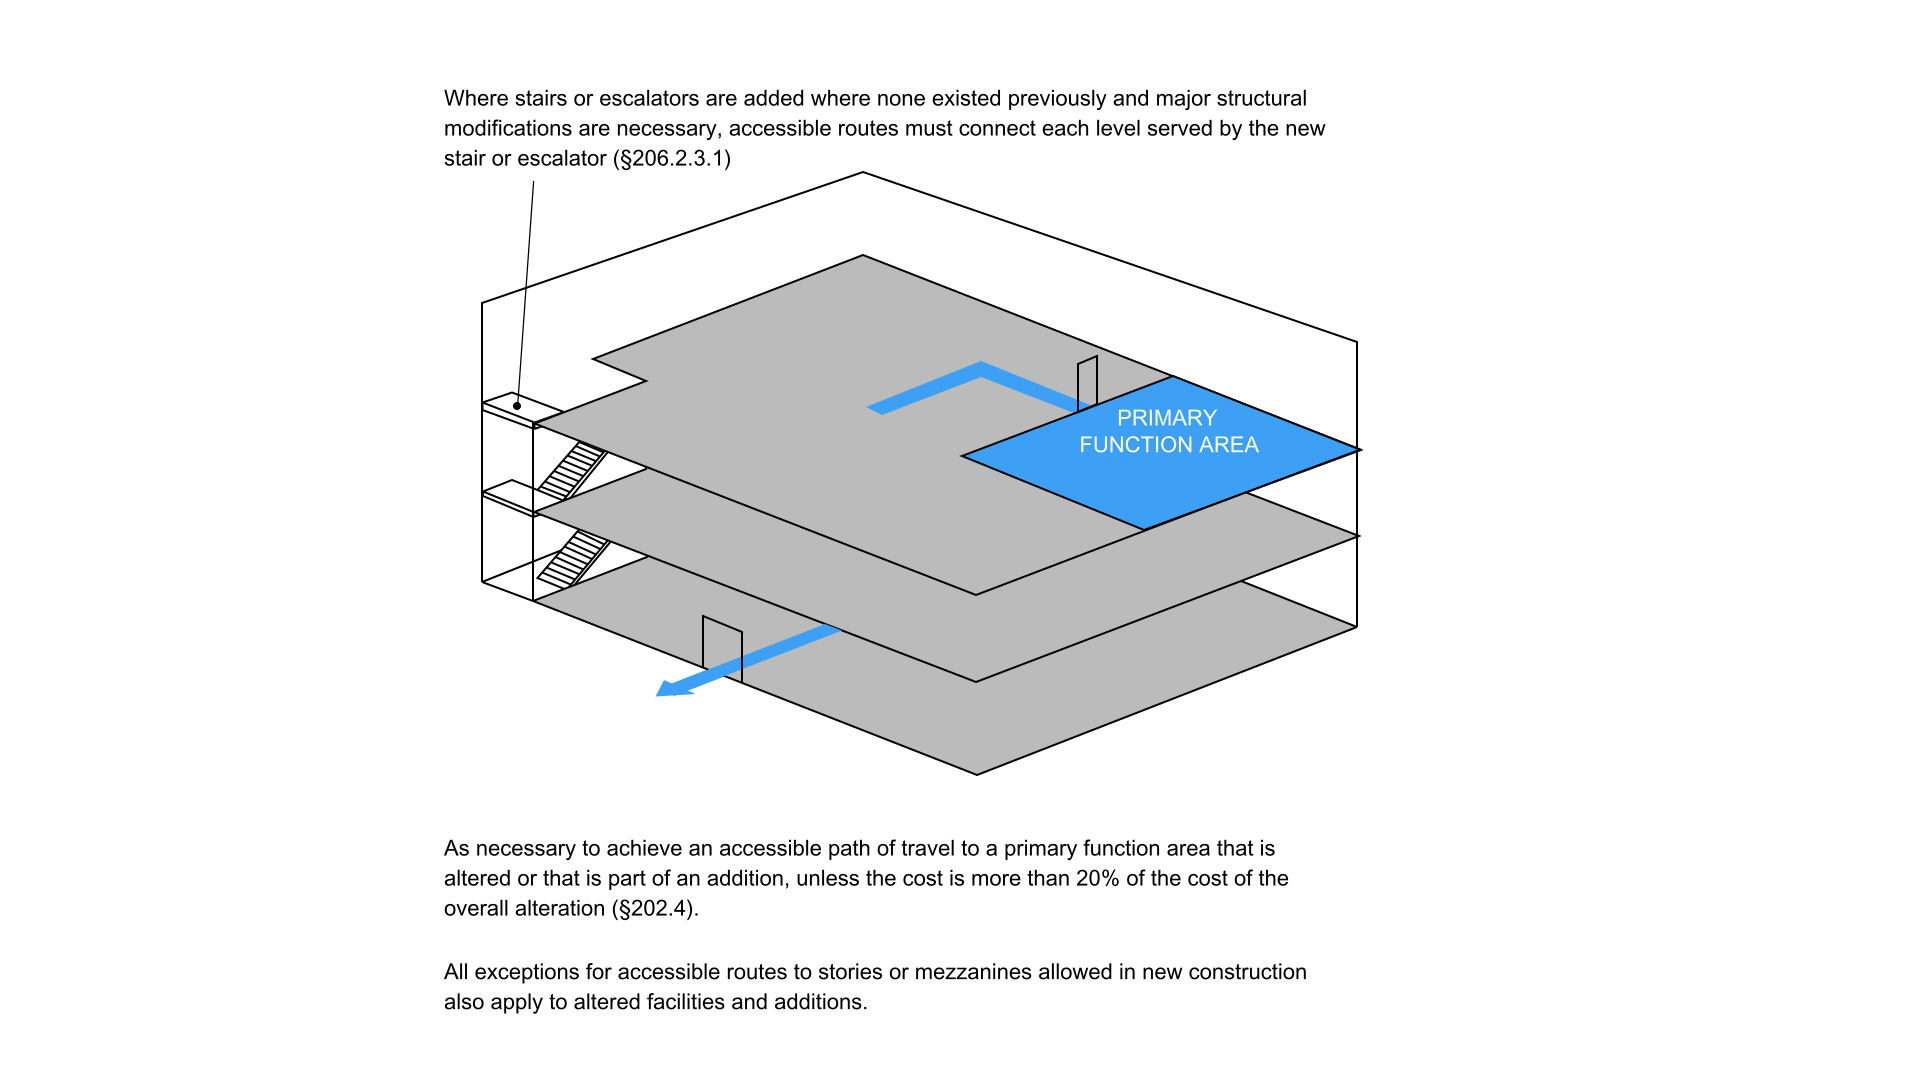 Where stairs or escalators are added where none existed previously and major structural
modifications are necessary, accessible routes must connect each level served by the new
stair or escalator (§206.2.3.1)
PRIMARY
FUNCTION AREA
As necessary to achieve an accessible path of travel to a primary function area that is
altered or that is part of an addition, unless the cost is more than 20% of the cost of the
overall alteration (§202.4).
All exceptions for accessible routes to stories or mezzanines allowed in new construction
also apply to altered facilities and additions.